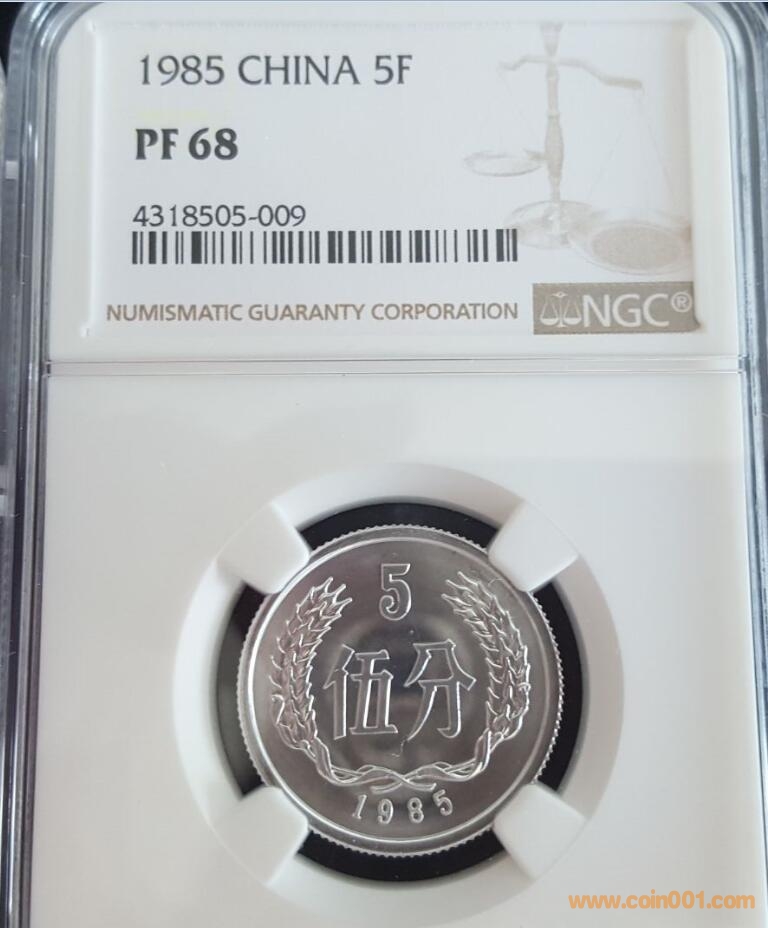 1985 CHINA 5F
PF 68
4318505-009
NUMISMATIC GUARANTY CORPORATION
NGC®
5
伍分
1985
www.coin001.com